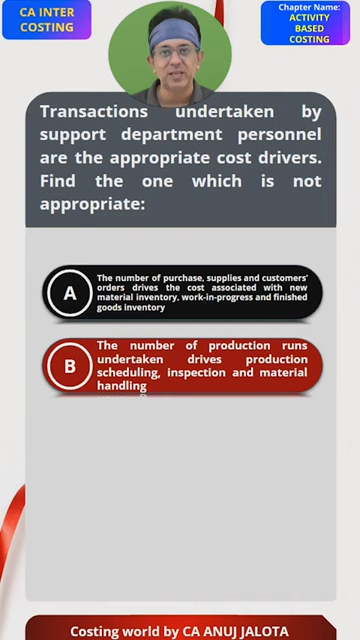 CA INTER
COSTING
Chapter Name:
ACTIVITY
BASED
COSTING
Transactions undertaken by
support department personnel
are the appropriate cost drivers.
Find the one which is not
appropriate:
A
The number of purchase, supplies and customers'
orders drives the cost associated with new
material inventory, work-in-progress and finished
goods inventory
B
The number of production runs
undertaken drives production
scheduling, inspection and material
handling
Costing world by CA ANUJ JALOTA